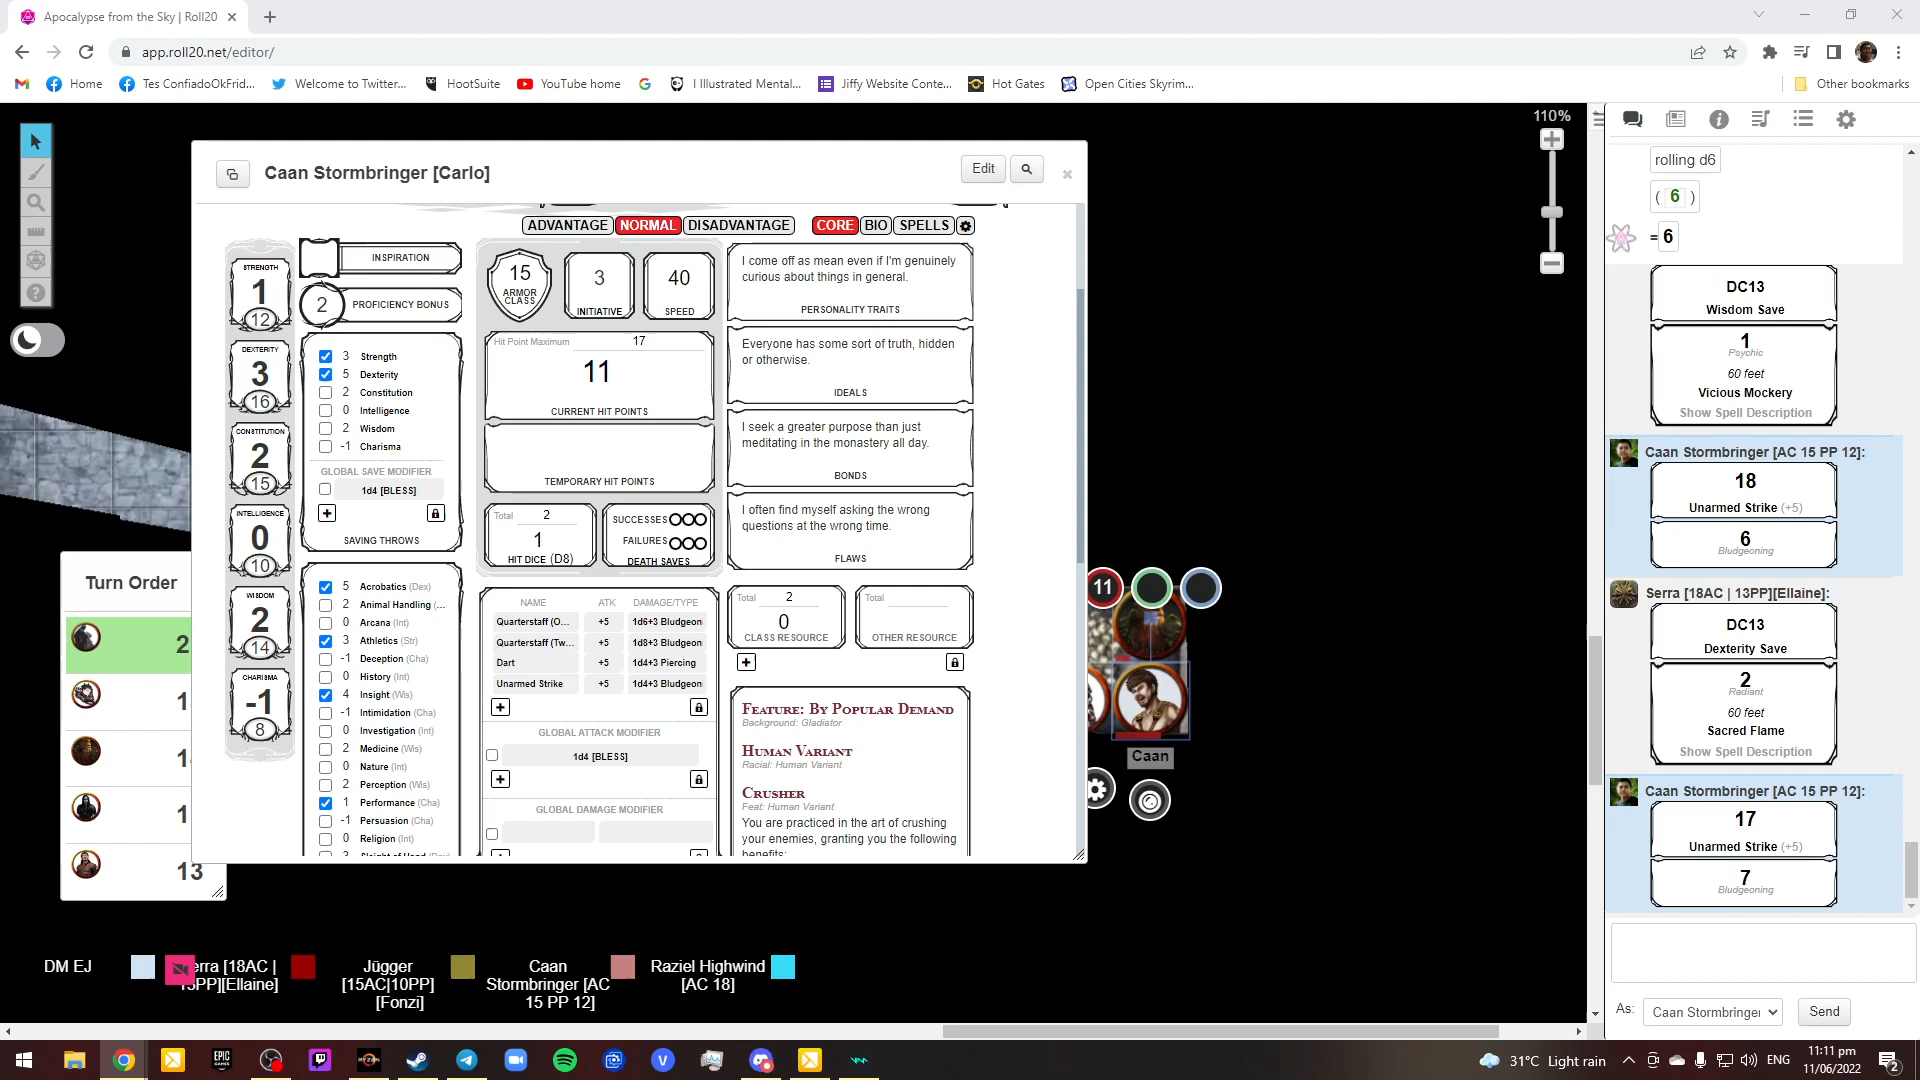 Apocalypse from the Sky | Roll20
app.roll20.net/editor/
Home
Tes ConfiadoOkFrid...
Welcome to Twitter...
HootSuite
YouTube home
I Illustrated Mental...
Jiffy Website Conte...
Hot Gates
Open Cities Skyrim...
Other bookmarks
110%
Caan Stormbringer [Carlo]
Edit
ADVANTAGE NORMAL DISADVANTAGE
CORE BIO SPELLS
STRENGTH
1
12
DEXTERITY
3
16
CONSTITUTION
2
15
INTELLIGENCE
0
10
WISDOM
2
14
CHARISMA
-1
8
INSPIRATION
2 PROFICIENCY BONUS
3 Strength
5 Dexterity
2 Constitution
0 Intelligence
2 Wisdom
-1 Charisma
GLOBAL SAVE MODIFIER
1d4 [BLESS]
SAVING THROWS
5 Acrobatics (Dex)
2 Animal Handling (...
0 Arcana (Int)
3 Athletics (Str)
-1 Deception (Cha)
0 History (Int)
4 Insight (Wis)
-1 Intimidation (Cha)
0 Investigation (Int)
2 Medicine (Wis)
0 Nature (Int)
2 Perception (Wis)
1 Performance (Cha)
-1 Persuasion (Cha)
0 Religion (Int)
15
ARMOR
CLASS
3
INITIATIVE
40
SPEED
Hit Point Maximum 17
11
CURRENT HIT POINTS
TEMPORARY HIT POINTS
Total 2
1
HIT DICE (D8)
SUCCESSES
FAILURES
DEATH SAVES
NAME ATK DAMAGE/TYPE
Quarterstaff (O... +5 1d6+3 Bludgeon
Quarterstaff (Tw... +5 1d8+3 Bludgeon
Dart +5 1d4+3 Piercing
Unarmed Strike +5 1d4+3 Bludgeon
GLOBAL ATTACK MODIFIER
1d4 [BLESS]
GLOBAL DAMAGE MODIFIER
I come off as mean even if I'm genuinely
curious about things in general.
PERSONALITY TRAITS
Everyone has some sort of truth, hidden
or otherwise.
IDEALS
I seek a greater purpose than just
meditating in the monastery all day.
BONDS
I often find myself asking the wrong
questions at the wrong time.
FLAWS
Total 2
0
CLASS RESOURCE
Total
OTHER RESOURCE
FEATURE: BY POPULAR DEMAND
Background: Gladiator
HUMAN VARIANT
Racial: Human Variant
CRUSHER
Feat: Human Variant
You are practiced in the art of crushing
your enemies, granting you the following
benefits:
Turn Order
2
1
1
13
11
Caan
DM EJ
erra [18AC |
13PP][Ellaine]
Jügger
[15AC|10PP]
[Fonzi]
Caan
Stormbringer [AC
15 PP 12]
Raziel Highwind
[AC 18]
rolling d6
( 6 )
=6
DC13
Wisdom Save
1
Psychic
60 feet
Vicious Mockery
Show Spell Description
Caan Stormbringer [AC 15 PP 12]:
18
Unarmed Strike (+5)
6
Bludgeoning
Serra [18AC | 13PP][Ellaine]:
DC13
Dexterity Save
2
Radiant
60 feet
Sacred Flame
Show Spell Description
Caan Stormbringer [AC 15 PP 12]:
17
Unarmed Strike (+5)
7
Bludgeoning
As: Caan Stormbringer Send
EPIC GAMES
RYZEN
31°C Light rain
ENG
11:11 pm
11/06/2022
2